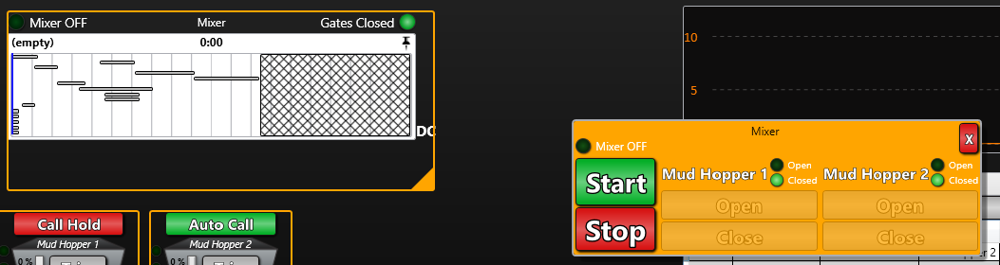 Mixer OFF Mixer Gates Closed
(empty) 0:00
DC
10
5
Mixer
X
Mixer OFF
Start
Stop
Mud Hopper 1
Open
Closed
Open
Close
Mud Hopper 2
Open
Closed
Open
Close
Call Hold
Mud Hopper 1
0 %
Auto Call
Mud Hopper 2
0 %
er 2